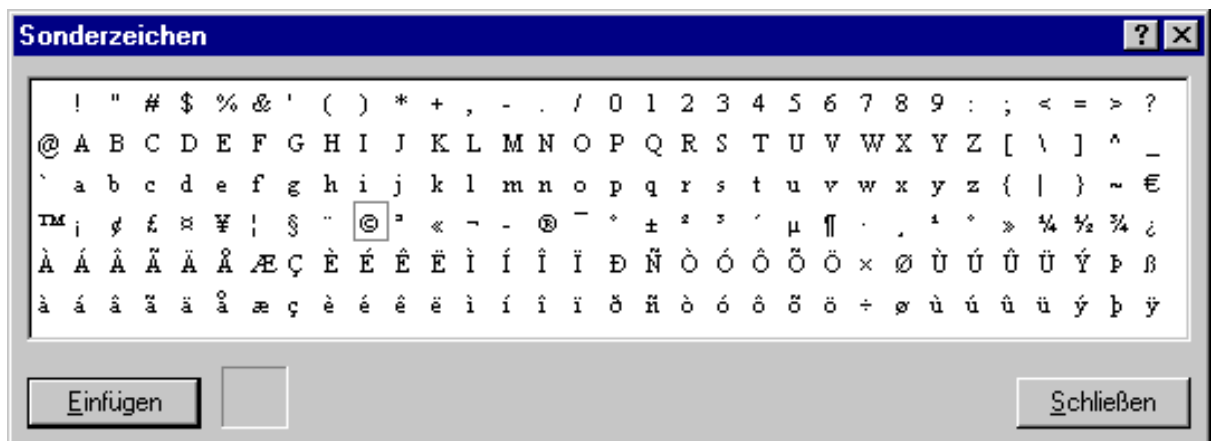 Sonderzeichen
! " # $ % & ' ( ) * + , - . / 0 1 2 3 4 5 6 7 8 9 : ; < = > ?
@ A B C D E F G H I J K L M N O P Q R S T U V W X Y Z [ \ ] ^ _
` a b c d e f g h i j k l m n o p q r s t u v w x y z { | } ~ €
™ ¡ ¢ £ ¤ ¥ ¦ § ¨ © ª « ¬ - ® ¯ ° ± ² ³ ´ µ ¶ · ¸ ¹ º » ¼ ½ ¾ ¿
À Á Â Ã Ä Å Æ Ç È É Ê Ë Ì Í Î Ï Ð Ñ Ò Ó Ô Õ Ö × Ø Ù Ú Û Ü Ý Þ ß
à á â ã ä å æ ç è é ê ë ì í î ï ð ñ ò ó ô õ ö ÷ ø ù ú û ü ý þ ÿ
Einfügen Schließen